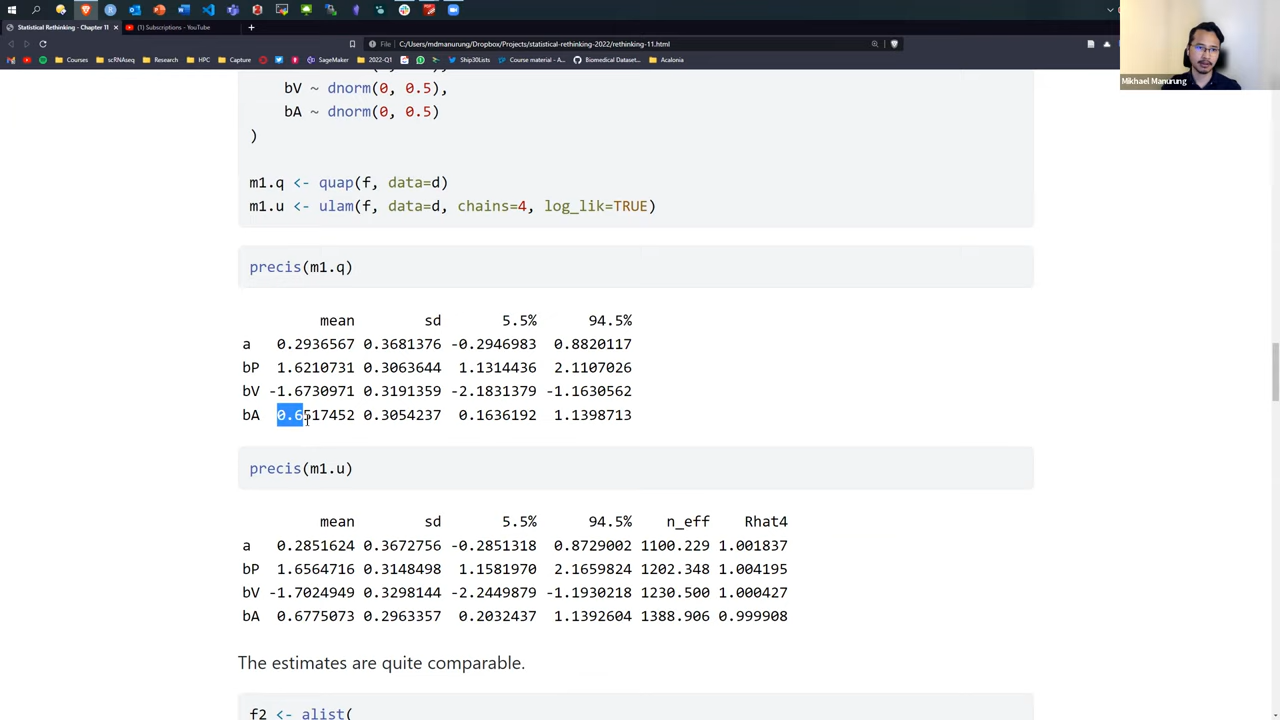 Statistical Rethinking - Chapter 11
(1) Subscriptions - YouTube
File
C:/Users/mdmanurung/Dropbox/Projects/statistical-rethinking-2022/rethinking-11.html
Courses
scRNAseq
Research
HPC
Capture
SageMaker
2022-Q1
Ship30Lists
Course material - A...
Biomedical Dataset...
Acalonia
Mikhael Manurung
bV ~ dnorm(0, 0.5),
bA ~ dnorm(0, 0.5)
)
m1.q <- quap(f, data=d)
m1.u <- ulam(f, data=d, chains=4, log_lik=TRUE)
precis(m1.q)
mean sd 5.5% 94.5%
a 0.2936567 0.3681376 -0.2946983 0.8820117
bP 1.6210731 0.3063644 1.1314436 2.1107026
bV -1.6730971 0.3191359 -2.1831379 -1.1630562
bA 0.6517452 0.3054237 0.1636192 1.1398713
precis(m1.u)
mean sd 5.5% 94.5% n_eff Rhat4
a 0.2851624 0.3672756 -0.2851318 0.8729002 1100.229 1.001837
bP 1.6564716 0.3148498 1.1581970 2.1659824 1202.348 1.004195
bV -1.7024949 0.3298144 -2.2449879 -1.1930218 1230.500 1.000427
bA 0.6775073 0.2963357 0.2032437 1.1392604 1388.906 0.999908
The estimates are quite comparable.
f2 <- alist(